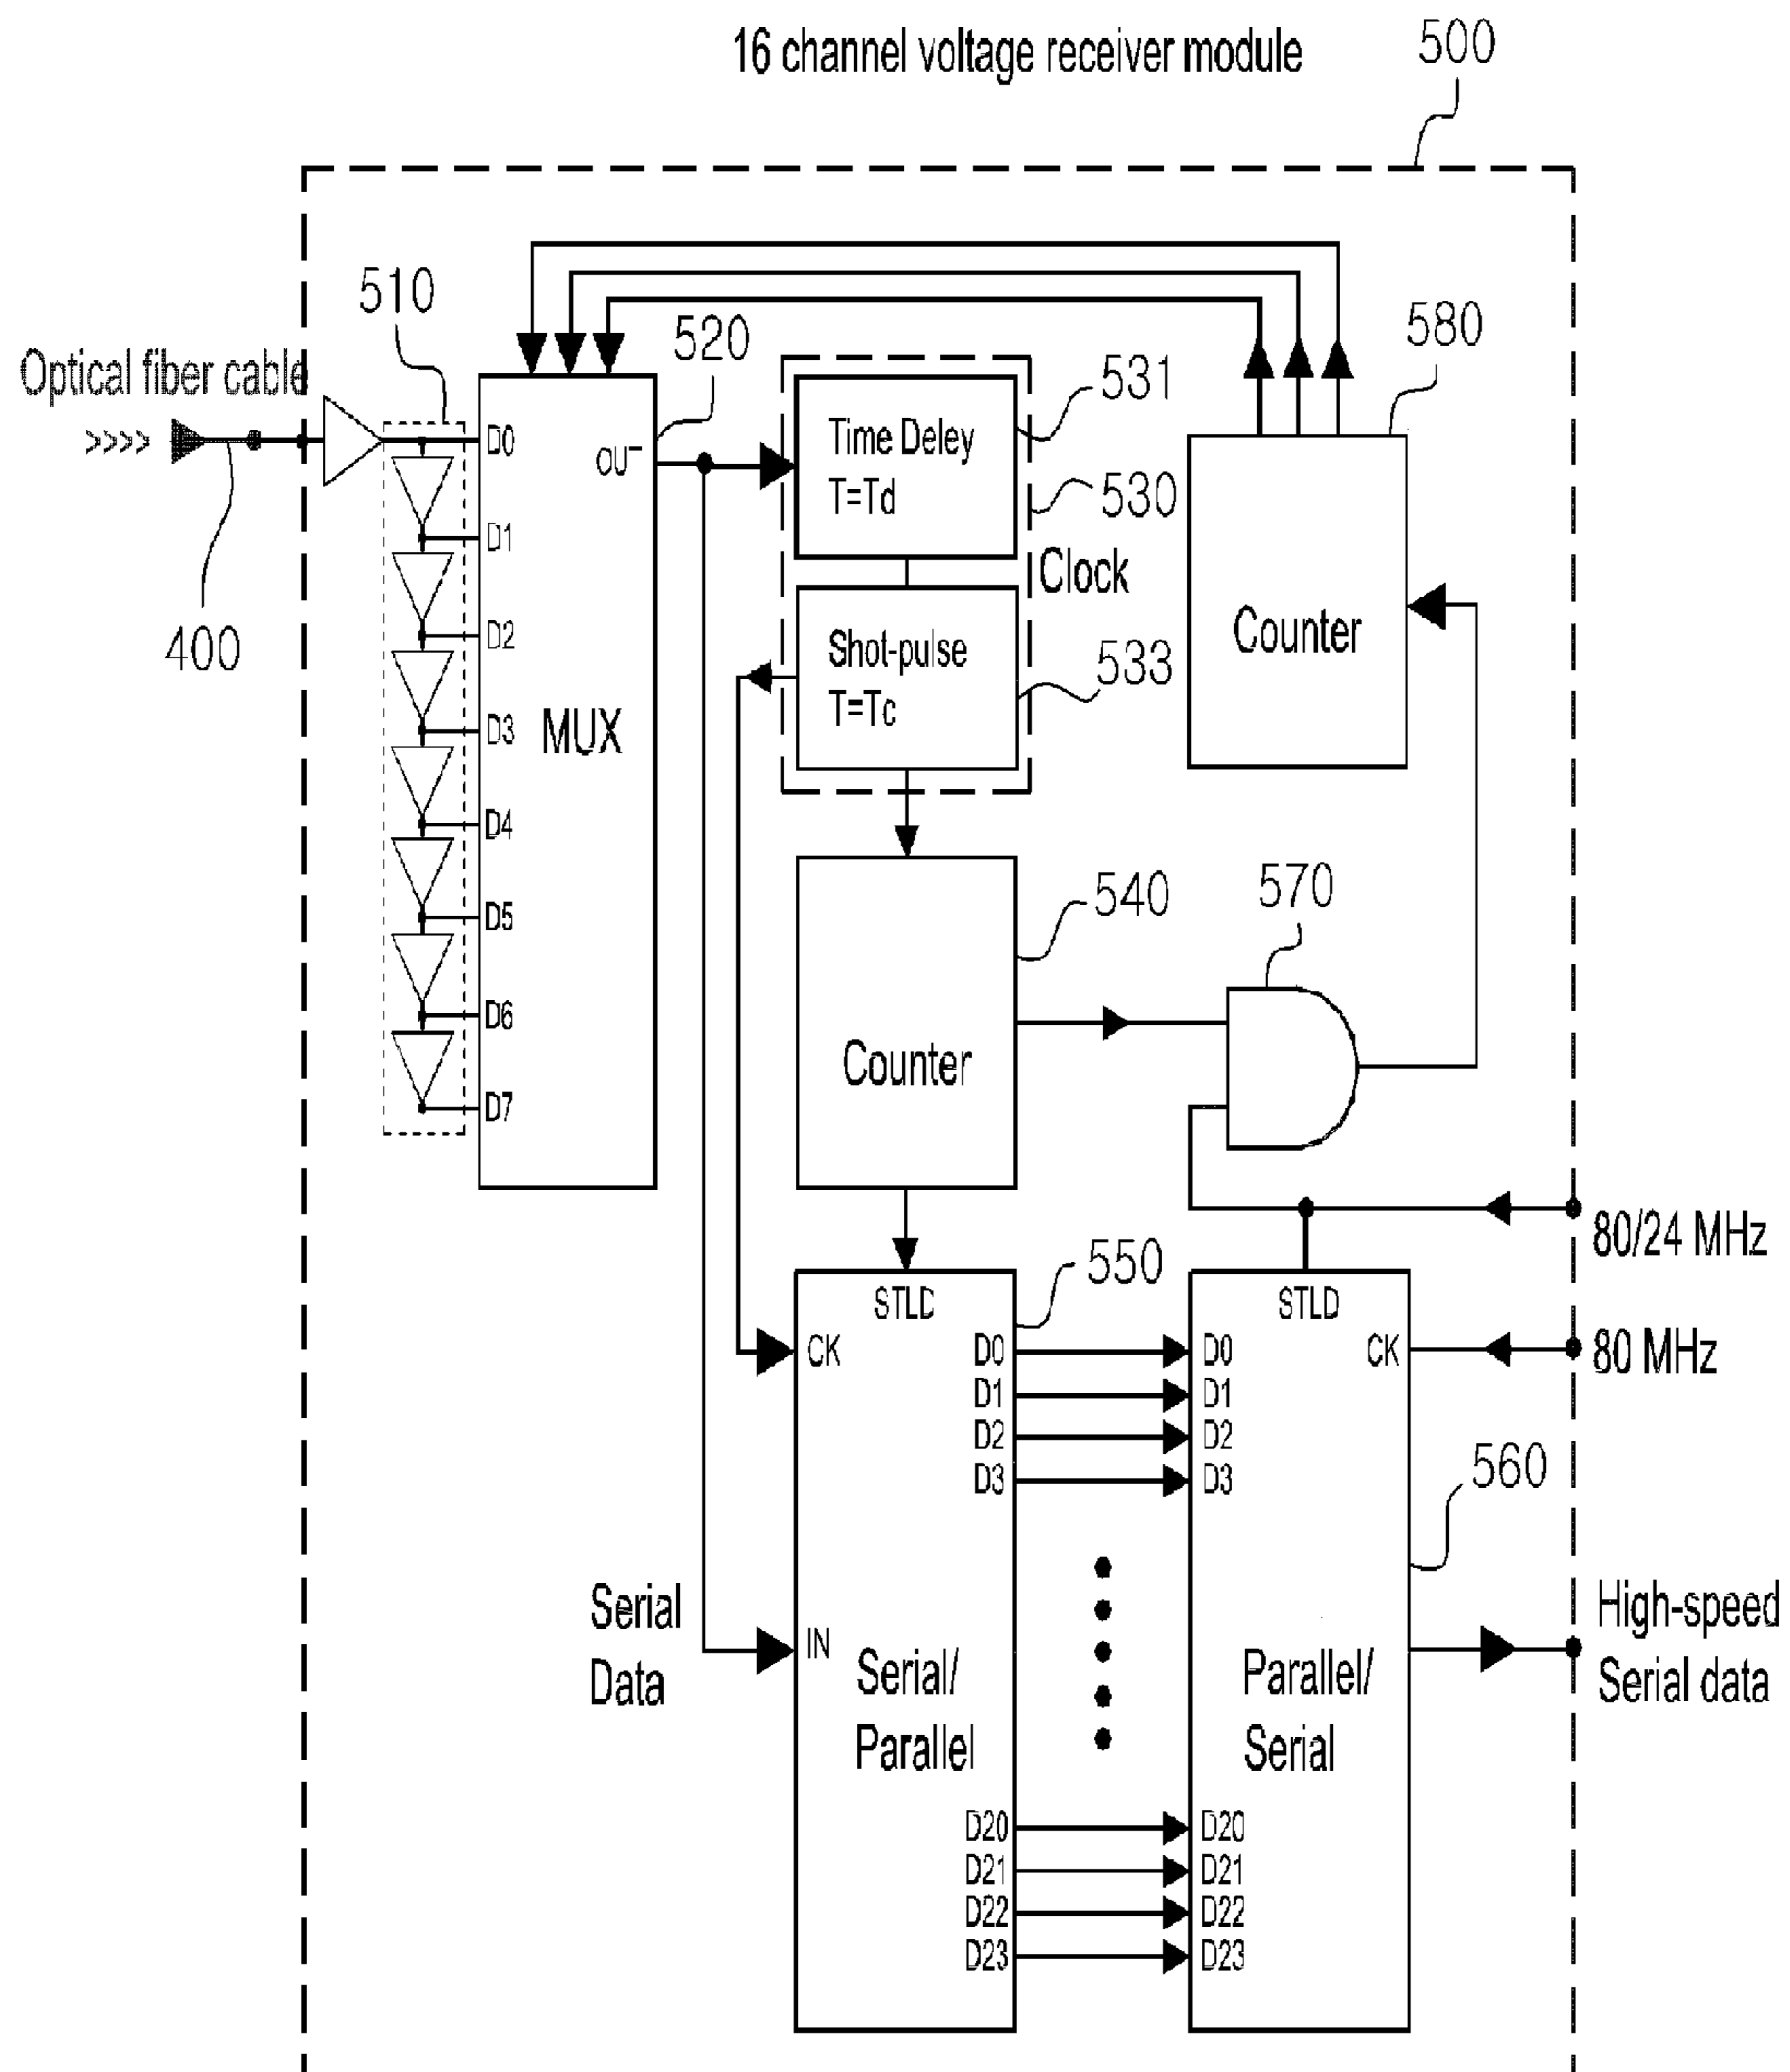 16 channel voltage receiver module
500
510
520
580
Optical fiber cable
>>>>
400
D0
D1
D2
D3
D4
D5
D6
D7
MUX
Time Deley
T=Td
531
530
Clock
Shot-pulse
T=Tc
533
Counter
Counter
540
570
80/24 MHz
80 MHz
550
STLD
CK
IN
D0
D1
D2
D3
Serial/
Parallel
D20
D21
D22
D23
Serial
Data
STLD
CK
D0
D1
D2
D3
560
Parallel/
Serial
D20
D21
D22
D23
High-speed
Serial data